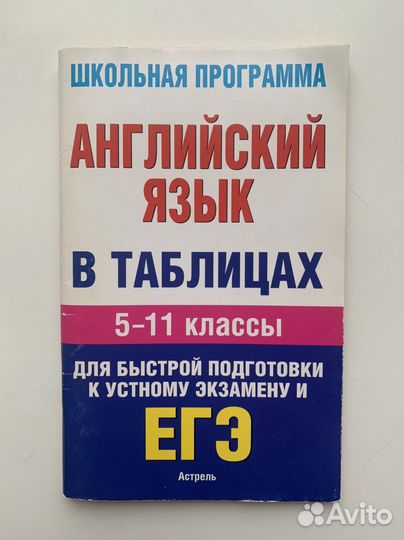 ШКОЛЬНАЯ ПРОГРАММА
АНГЛИЙСКИЙ
ЯЗЫК
В ТАБЛИЦАХ
5–11 КЛАССЫ
ДЛЯ БЫСТРОЙ ПОДГОТОВКИ
К УСТНОМУ ЭКЗАМЕНУ И
ЕГЭ
Астрель
Avito